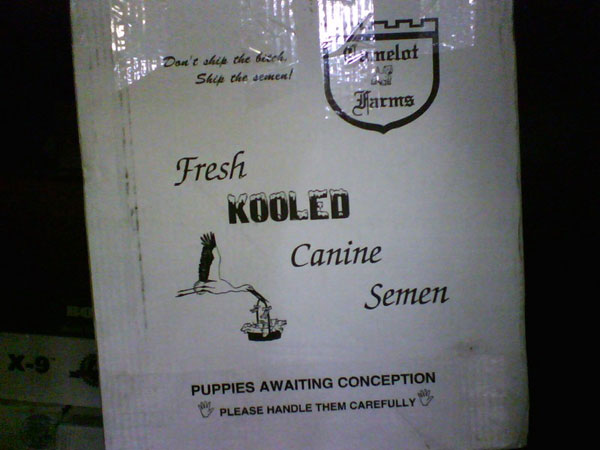 Don't ship the bitch.
Ship the semen!
Camelot
Farms
Fresh
KOOLED
Canine
Semen
X-9
PUPPIES AWAITING CONCEPTION
PLEASE HANDLE THEM CAREFULLY